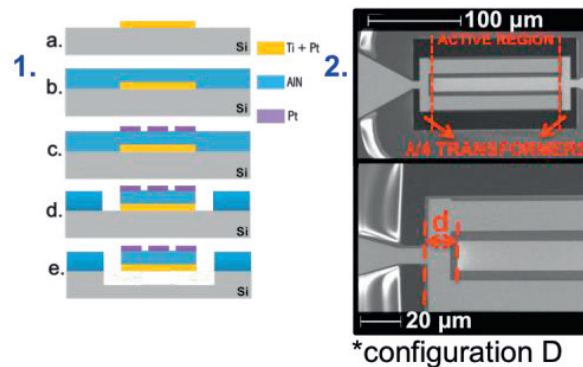 1.
a.
Si
Ti + Pt
b.
Si
AlN
c.
Si
Pt
d.
Si
e.
Si
2.
100 μm
ACTIVE REGION
λ/4 TRANSFORMERS
d
20 μm
*configuration D